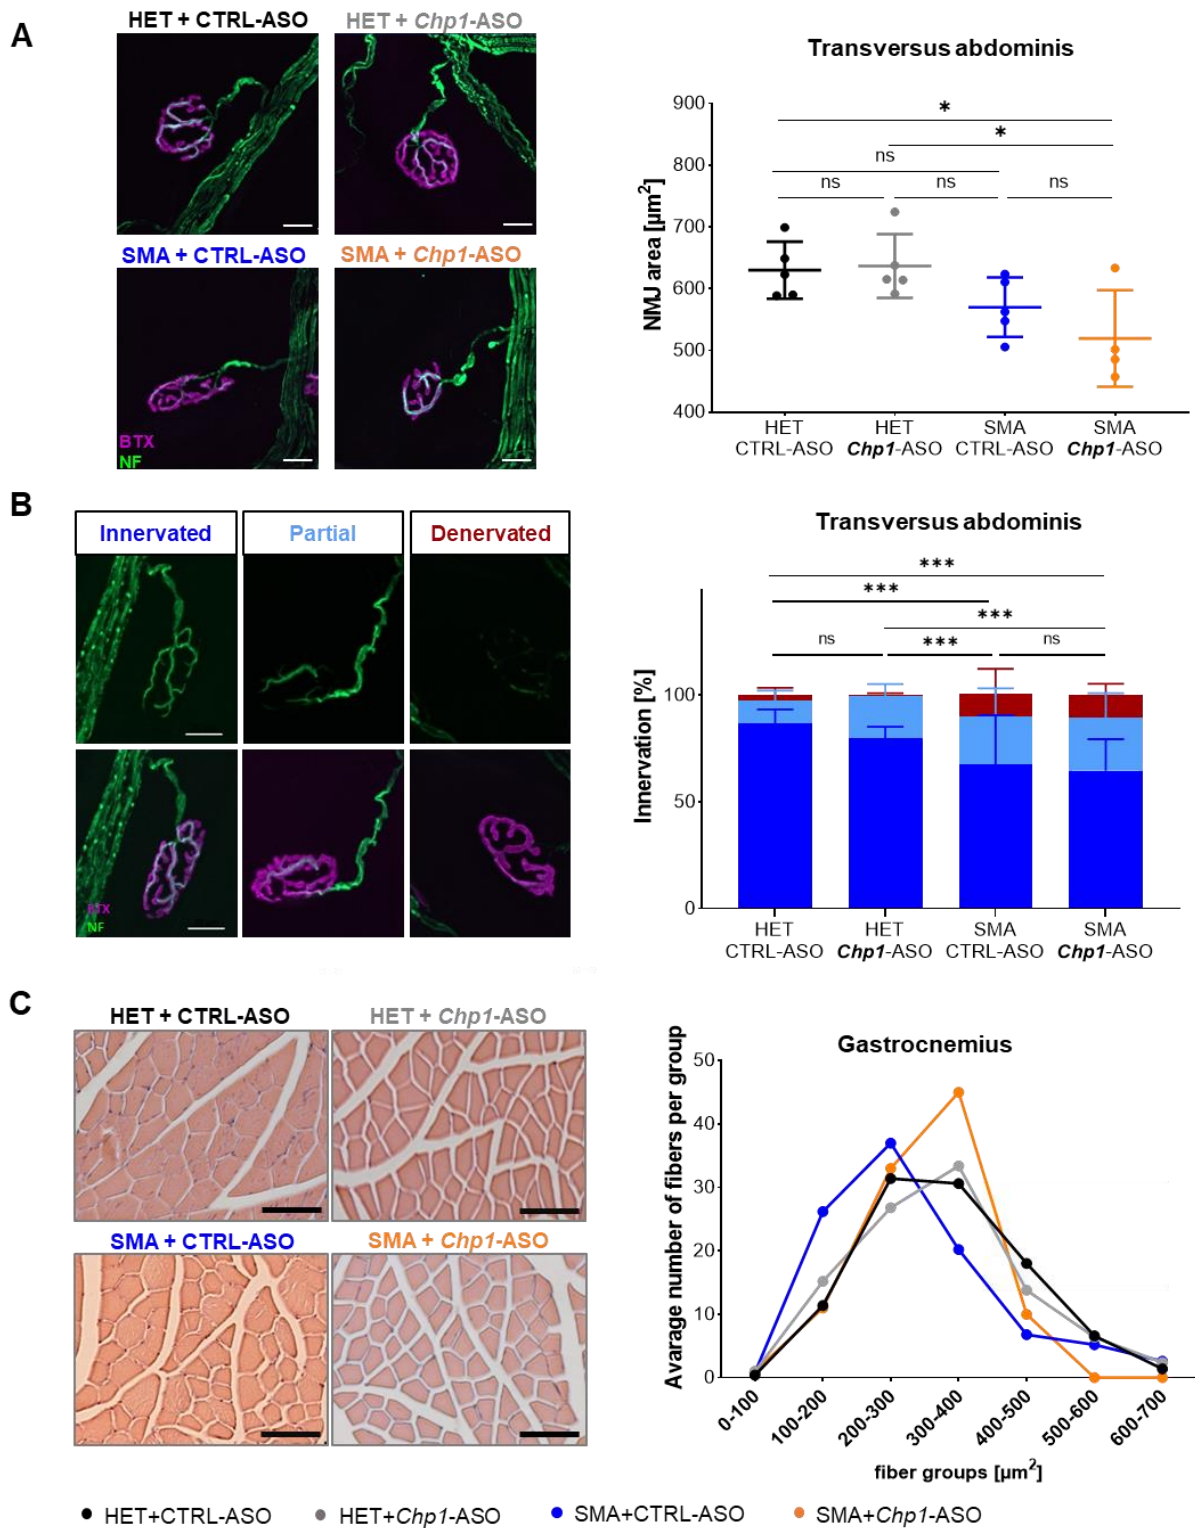 A
HET + CTRL-ASO
HET + Chp1-ASO
SMA + CTRL-ASO
SMA + Chp1-ASO
BTX
NF
Transversus abdominis
NMJ area [µm²]
900
800
700
600
500
400
*
*
ns
ns
ns
ns
HET
CTRL-ASO
HET
Chp1-ASO
SMA
CTRL-ASO
SMA
Chp1-ASO
B
Innervated
Partial
Denervated
BTX
NF
Transversus abdominis
Innervation [%]
100
50
0
***
***
***
ns
***
ns
HET
CTRL-ASO
HET
Chp1-ASO
SMA
CTRL-ASO
SMA
Chp1-ASO
C
HET + CTRL-ASO
HET + Chp1-ASO
SMA + CTRL-ASO
SMA + Chp1-ASO
Gastrocnemius
Avarage number of fibers per group
50
40
30
20
10
0
0-100
100-200
200-300
300-400
400-500
500-600
600-700
fiber groups [µm²]
HET+CTRL-ASO
HET+Chp1-ASO
SMA+CTRL-ASO
SMA+Chp1-ASO